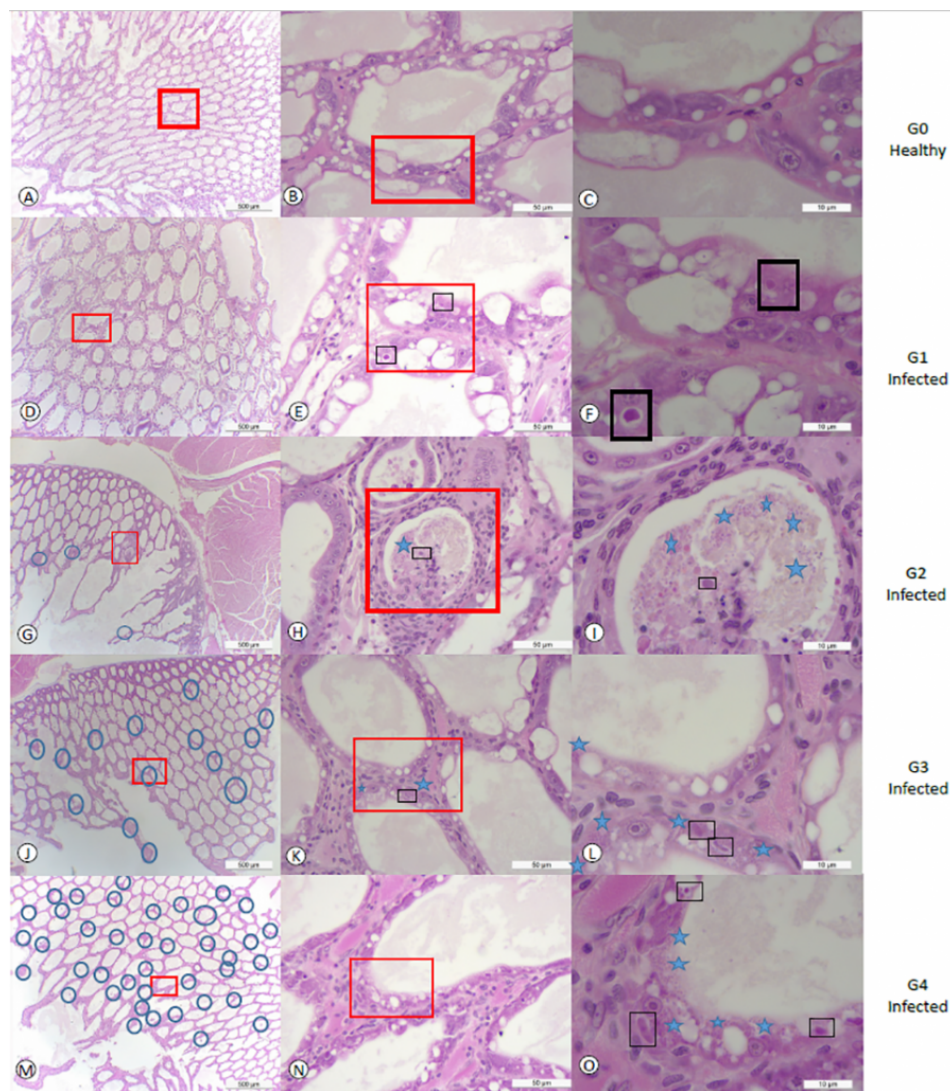 A
500 µm
B
50 µm
C
10 µm
G0
Healthy
D
500 µm
E
50 µm
F
10 µm
G1
Infected
G
500 µm
H
50 µm
I
10 µm
G2
Infected
J
500 µm
K
50 µm
L
10 µm
G3
Infected
M
500 µm
N
50 µm
O
10 µm
G4
Infected